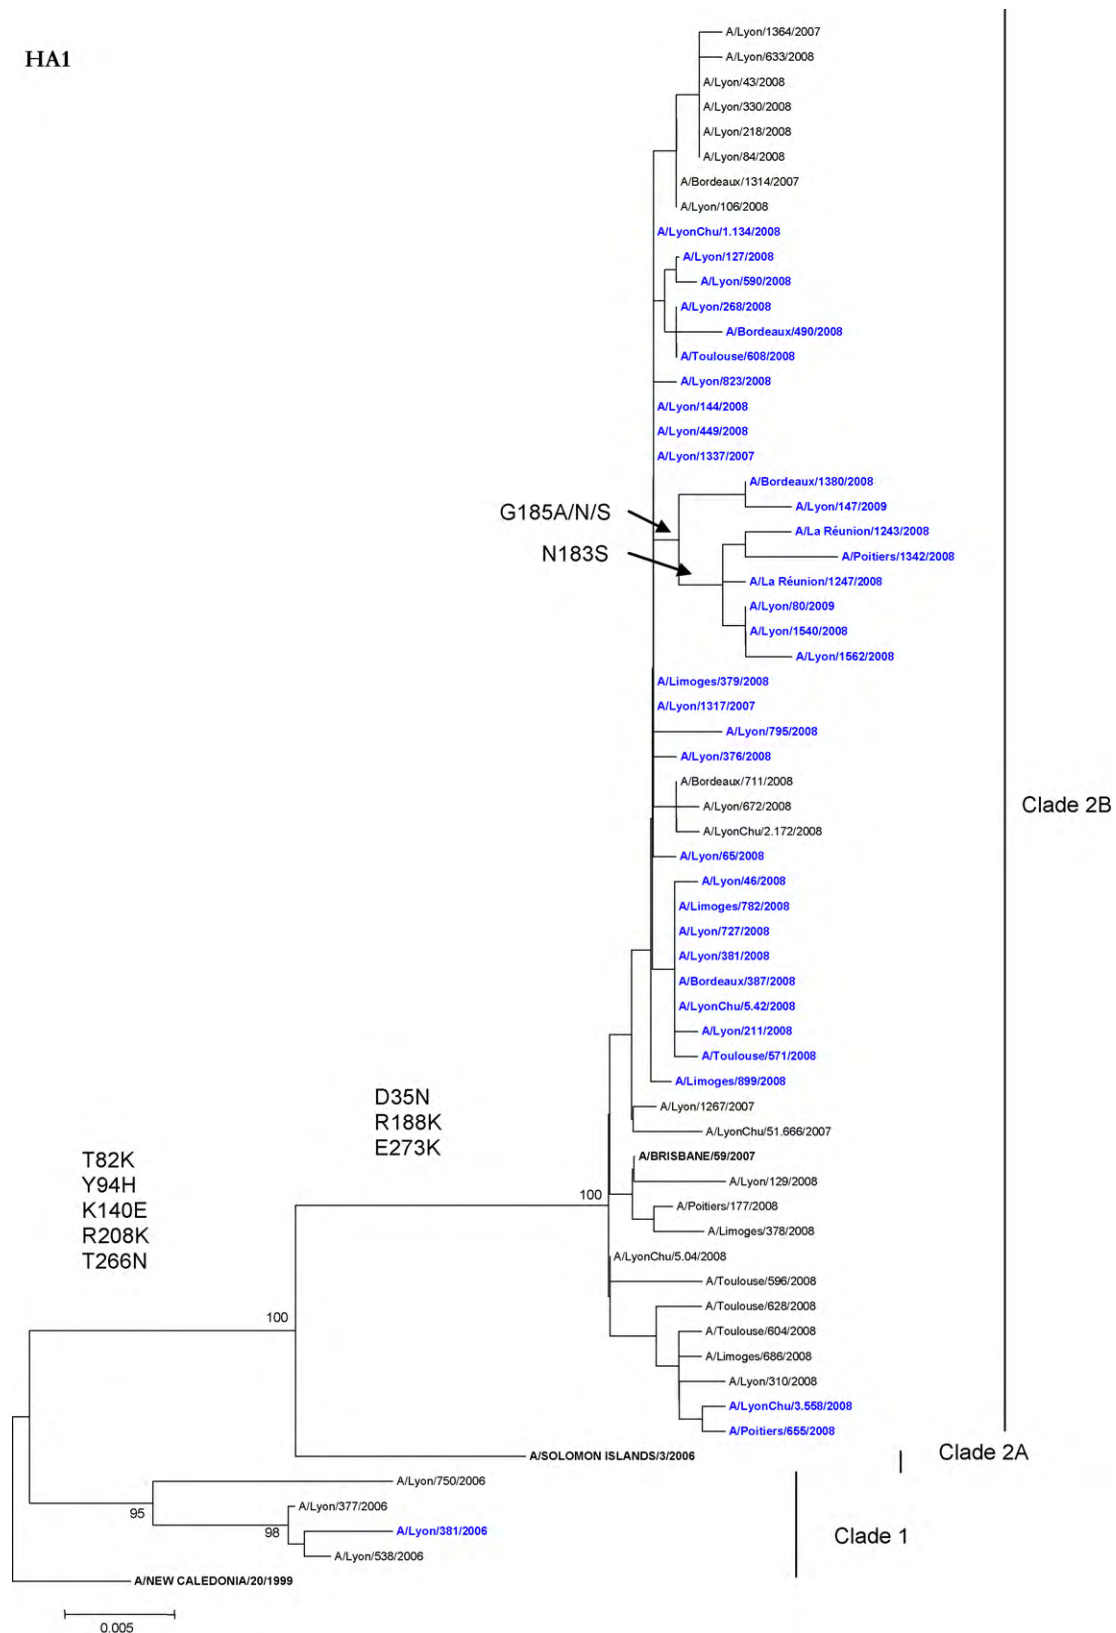 HA1
A/Lyon/1364/2007
A/Lyon/633/2008
A/Lyon/43/2008
A/Lyon/330/2008
A/Lyon/218/2008
A/Lyon/84/2008
A/Bordeaux/1314/2007
A/Lyon/106/2008
A/LyonChu/1.134/2008
A/Lyon/127/2008
A/Lyon/590/2008
A/Lyon/268/2008
A/Bordeaux/490/2008
A/Toulouse/608/2008
A/Lyon/823/2008
A/Lyon/144/2008
A/Lyon/449/2008
A/Lyon/1337/2007
A/Bordeaux/1380/2008
G185A/N/S
A/Lyon/147/2009
A/La Réunion/1243/2008
N183S
A/Poitiers/1342/2008
A/La Réunion/1247/2008
A/Lyon/80/2009
A/Lyon/1540/2008
A/Lyon/1562/2008
A/Limoges/379/2008
A/Lyon/1317/2007
A/Lyon/795/2008
A/Lyon/376/2008
A/Bordeaux/711/2008
Clade 2B
A/Lyon/672/2008
A/LyonChu/2.172/2008
A/Lyon/65/2008
A/Lyon/46/2008
A/Limoges/782/2008
A/Lyon/727/2008
A/Lyon/381/2008
A/Bordeaux/387/2008
A/LyonChu/5.42/2008
A/Lyon/211/2008
A/Toulouse/571/2008
A/Limoges/899/2008
D35N
R188K
E273K
A/Lyon/1267/2007
A/LyonChu/51.666/2007
T82K
Y94H
K140E
R208K
T266N
A/BRISBANE/59/2007
A/Lyon/129/2008
100
A/Poitiers/177/2008
A/Limoges/378/2008
A/LyonChu/5.04/2008
A/Toulouse/596/2008
A/Toulouse/628/2008
100
A/Toulouse/604/2008
A/Limoges/686/2008
A/Lyon/310/2008
A/LyonChu/3.558/2008
A/Poitiers/655/2008
A/SOLOMON ISLANDS/3/2006
Clade 2A
A/Lyon/750/2006
95
A/Lyon/377/2006
98
A/Lyon/381/2006
Clade 1
A/Lyon/538/2006
A/NEW CALEDONIA/20/1999
0.005